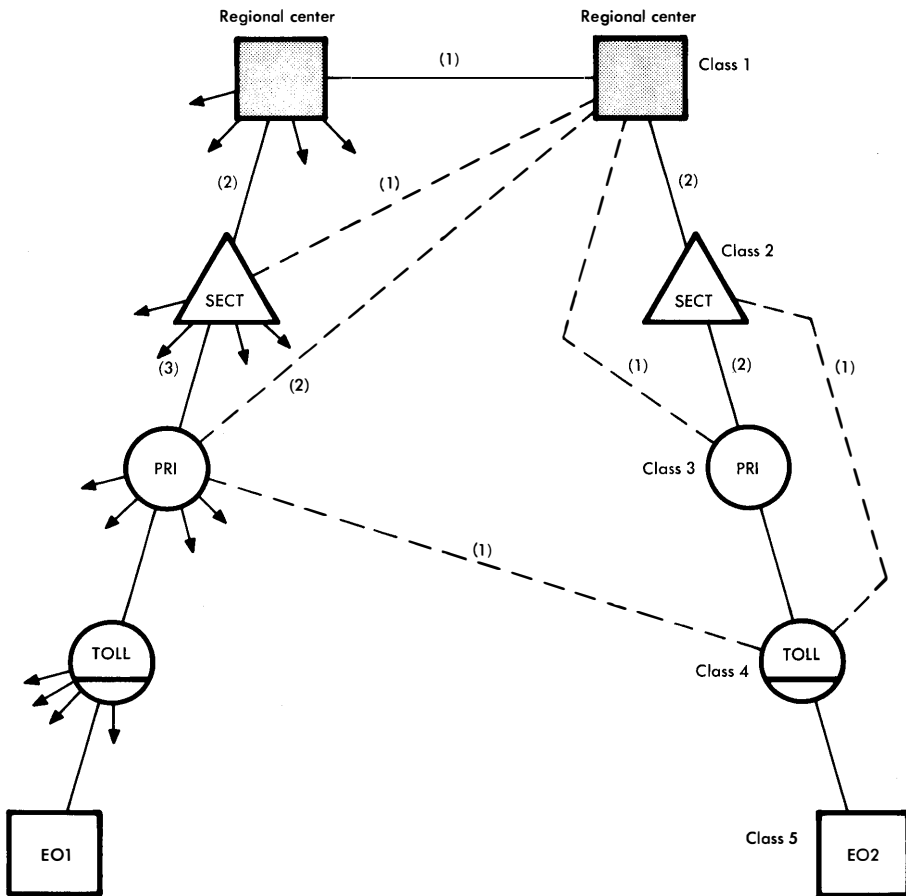 Regional center
Regional center
(1)
Class 1
(2)
(1)
(2)
Class 2
SECT
SECT
(3)
(2)
(1)
(2)
(1)
PRI
Class 3
PRI
(1)
TOLL
Class 4
TOLL
EO1
Class 5
EO2